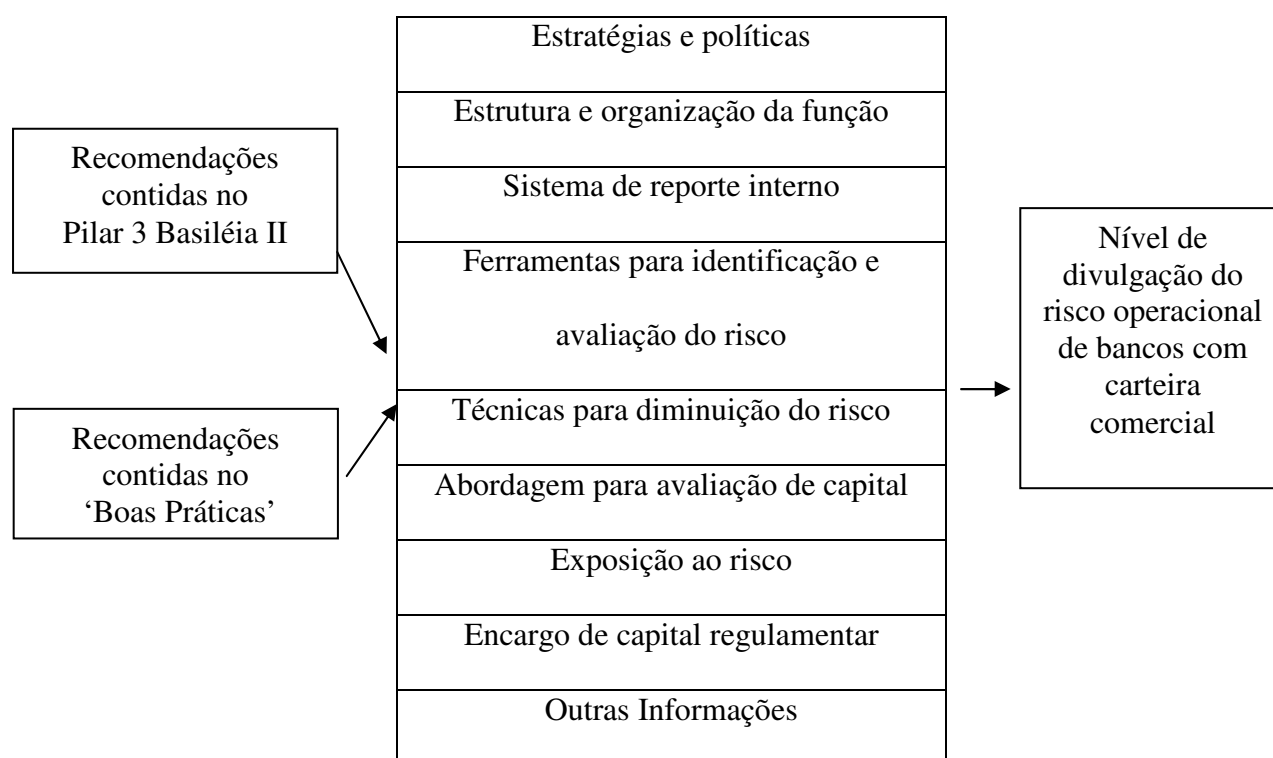 Recomendações
contidas no
Pilar 3 Basiléia II
Recomendações
contidas no
‘Boas Práticas’
Estratégias e políticas
Estrutura e organização da função
Sistema de reporte interno
Ferramentas para identificação e
avaliação do risco
Técnicas para diminuição do risco
Abordagem para avaliação de capital
Exposição ao risco
Encargo de capital regulamentar
Outras Informações
Nível de
divulgação do
risco operacional
de bancos com
carteira
comercial